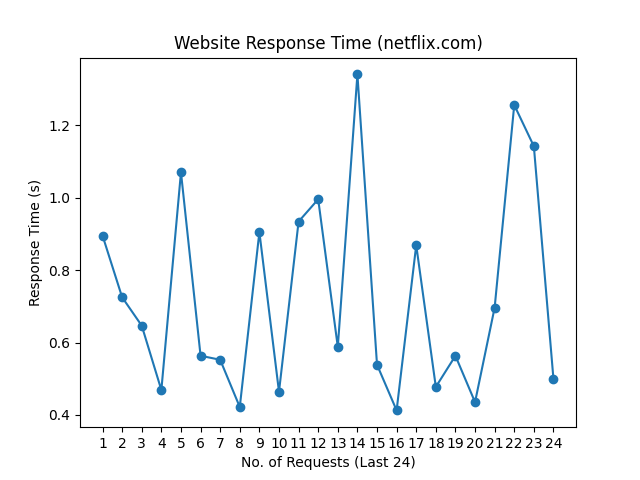 Website Response Time (netflix.com)
1.2
1.0
0.8
0.6
0.4
Response Time (s)
1 2 3 4 5 6 7 8 9 10 11 12 13 14 15 16 17 18 19 20 21 22 23 24
No. of Requests (Last 24)